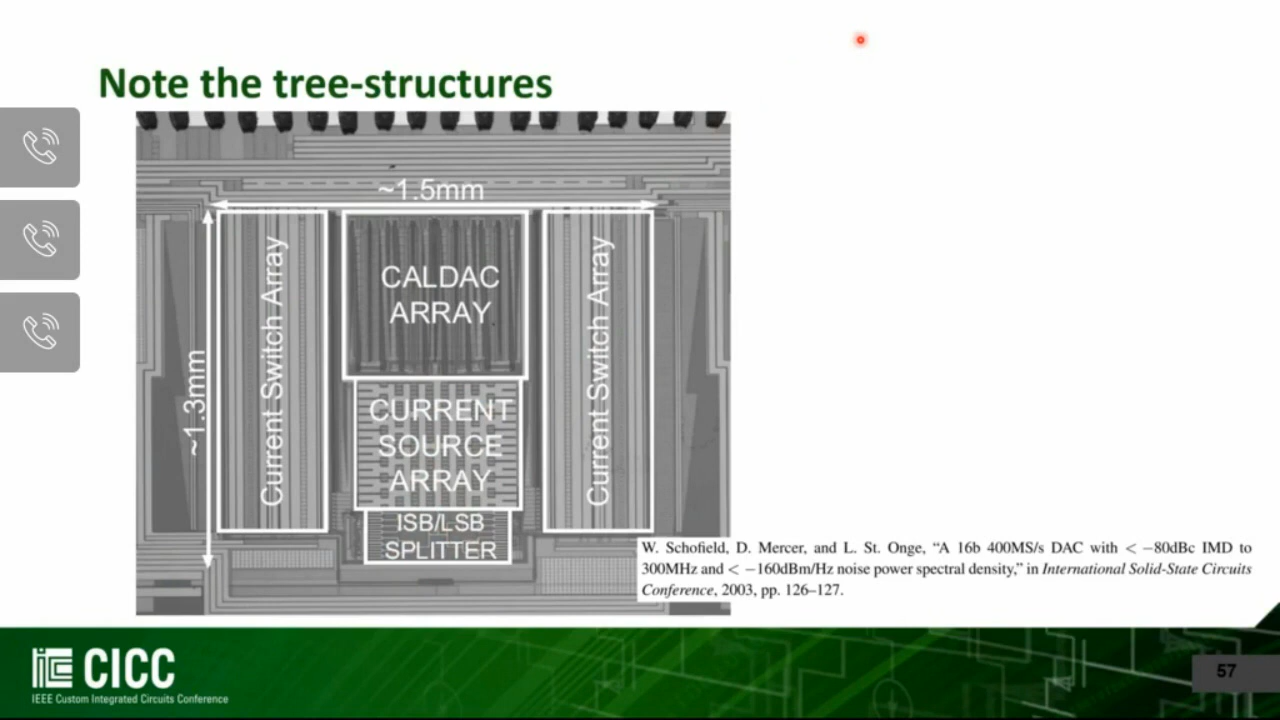 Note the tree-structures
~1.5mm
~1.3mm
Current Switch Array
CALDAC
ARRAY
Current Switch Array
CURRENT
SOURCE
ARRAY
ISB/LSB
SPLITTER
W. Schofield, D. Mercer, and L. St. Onge, “A 16b 400MS/s DAC with < −80dBc IMD to
300MHz and < −160dBm/Hz noise power spectral density,” in International Solid-State Circuits
Conference, 2003, pp. 126–127.
CICC
IEEE Custom Integrated Circuits Conference
57